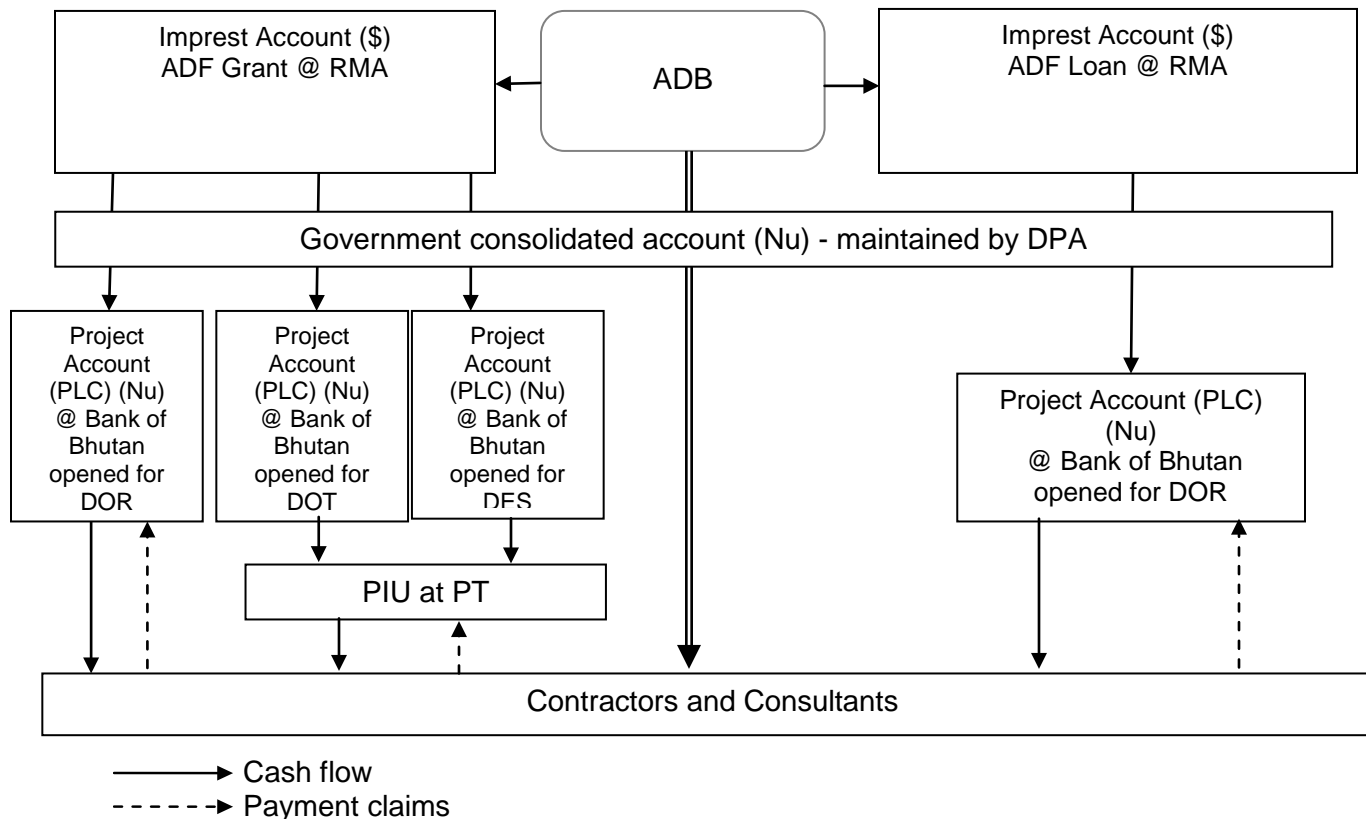 Imprest Account ($)
ADF Grant @ RMA
ADB
Imprest Account ($)
ADF Loan @ RMA
Government consolidated account (Nu) - maintained by DPA
Project
Account
(PLC) (Nu)
@ Bank of
Bhutan
opened for
DOR
Project
Account
(PLC) (Nu)
@ Bank of
Bhutan
opened for
DOT
Project
Account
(PLC) (Nu)
@ Bank of
Bhutan
opened for
DES
Project Account (PLC)
(Nu)
@ Bank of Bhutan
opened for DOR
PIU at PT
Contractors and Consultants
Cash flow
Payment claims